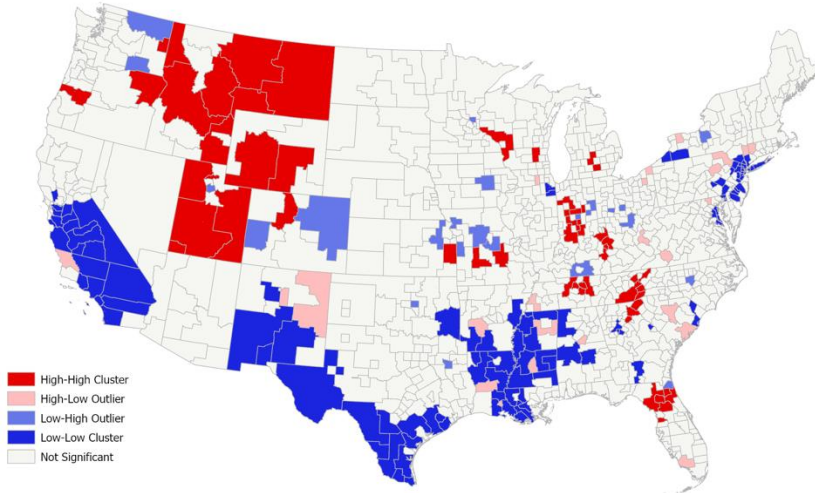 High-High Cluster
High-Low Outlier
Low-High Outlier
Low-Low Cluster
Not Significant